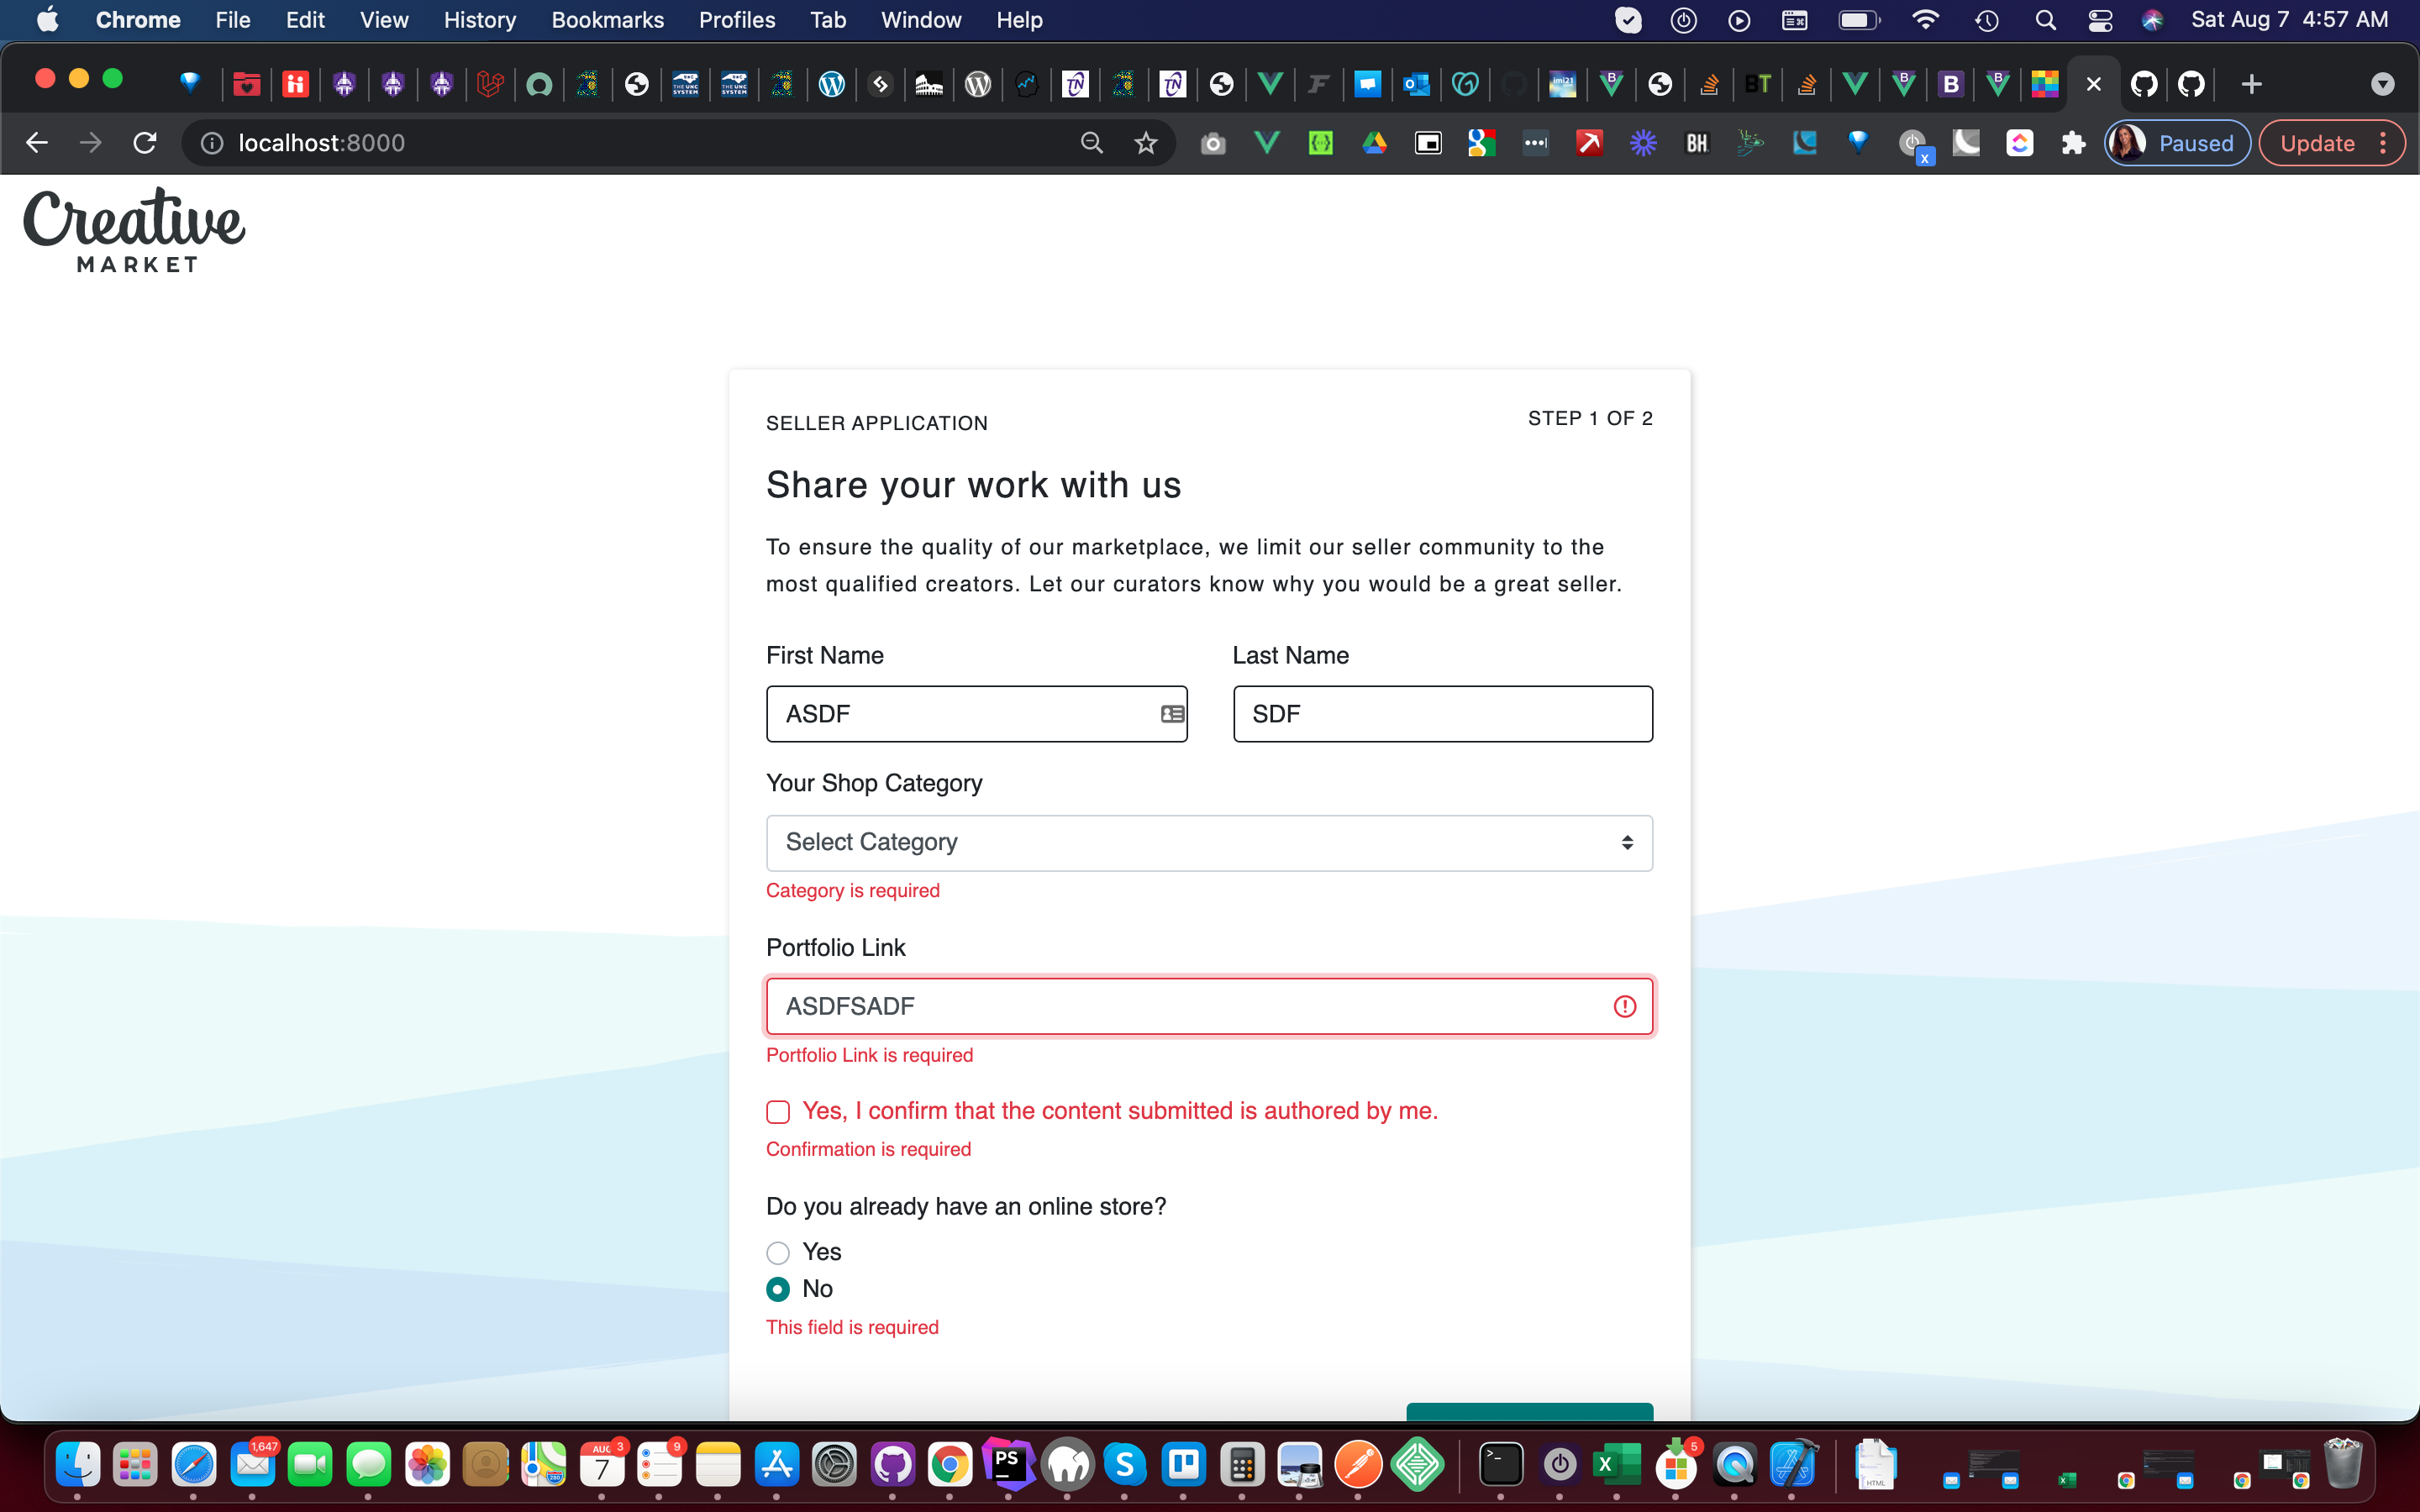 Chrome File Edit View History Bookmarks Profiles Tab Window Help Sat Aug 7 4:57 AM
localhost:8000 Paused Update
Creative
MARKET
SELLER APPLICATION STEP 1 OF 2
Share your work with us
To ensure the quality of our marketplace, we limit our seller community to the
most qualified creators. Let our curators know why you would be a great seller.
First Name Last Name
ASDF SDF
Your Shop Category
Select Category
Category is required
Portfolio Link
ASDFSADF
Portfolio Link is required
Yes, I confirm that the content submitted is authored by me.
Confirmation is required
Do you already have an online store?
Yes
No
This field is required
1,647 AUG 7 3 9 PS 5